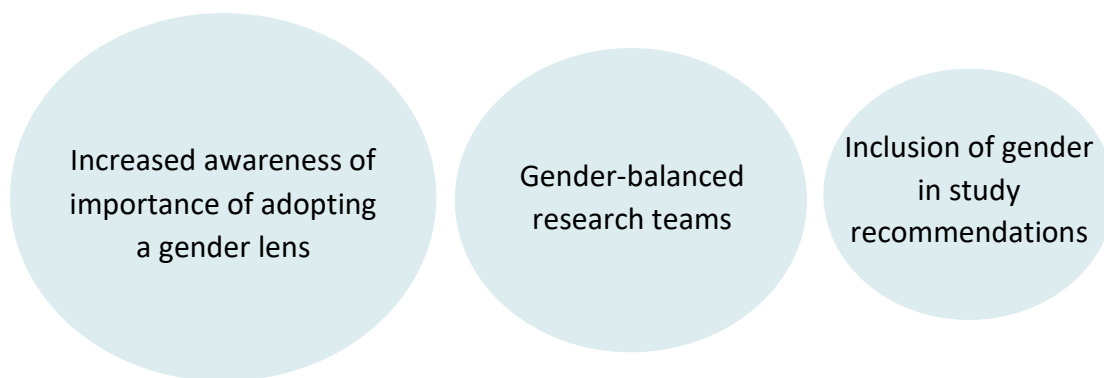 Increased awareness of
importance of adopting
a gender lens
Gender-balanced
research teams
Inclusion of gender
in study
recommendations